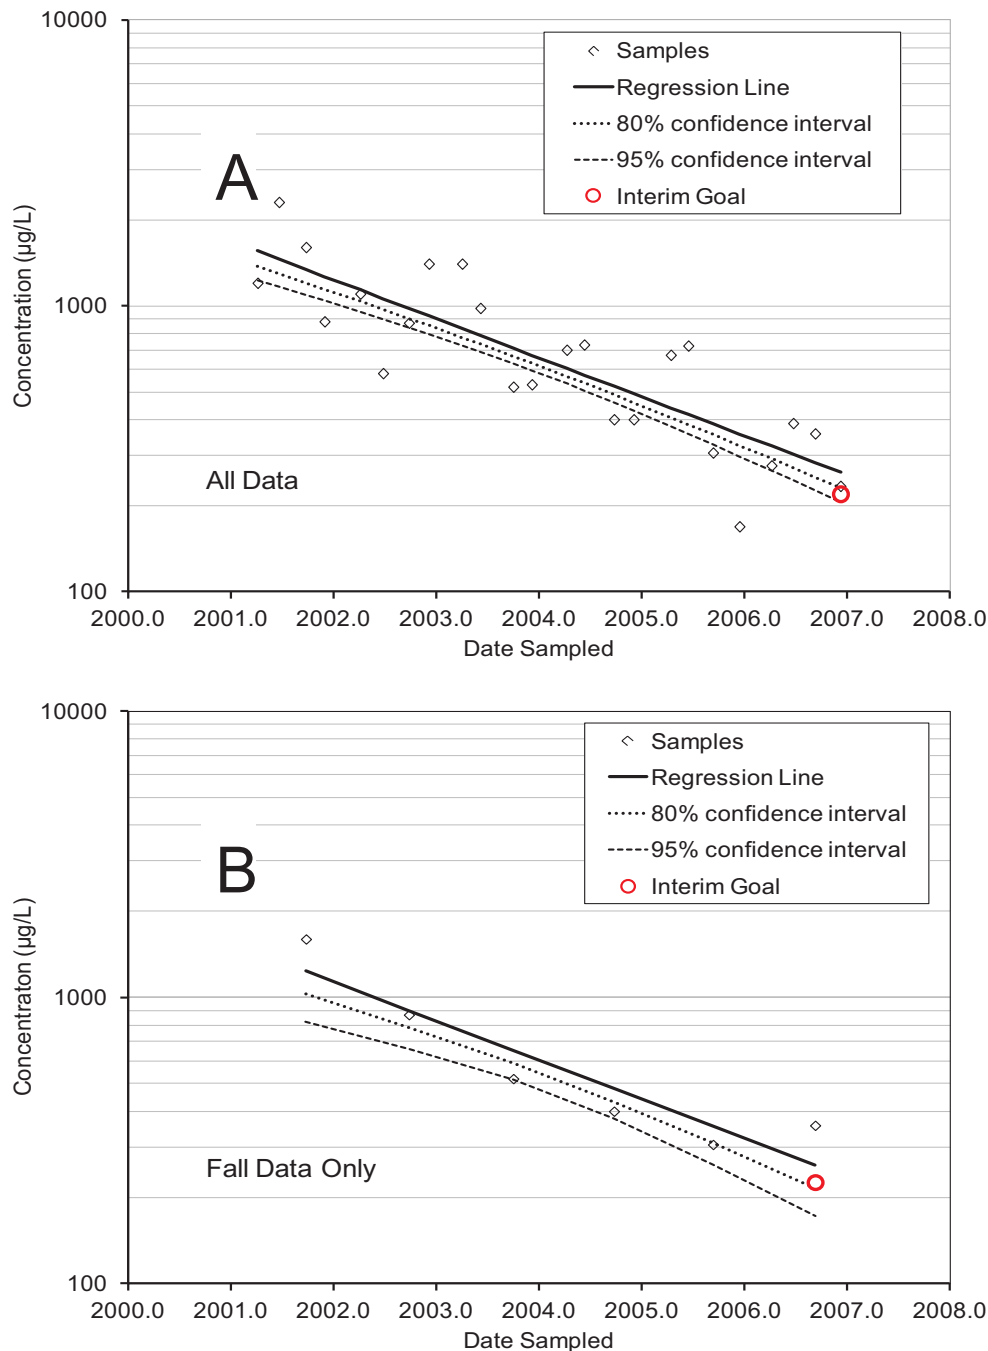 10000
Samples
Regression Line
80% confidence interval
95% confidence interval
Interim Goal
A
Concentration (µg/L)
1000
All Data
100
2000.0 2001.0 2002.0 2003.0 2004.0 2005.0 2006.0 2007.0 2008.0
Date Sampled
10000
Samples
Regression Line
80% confidence interval
95% confidence interval
Interim Goal
B
Concentraton (µg/L)
1000
Fall Data Only
100
2000.0 2001.0 2002.0 2003.0 2004.0 2005.0 2006.0 2007.0 2008.0
Date Sampled